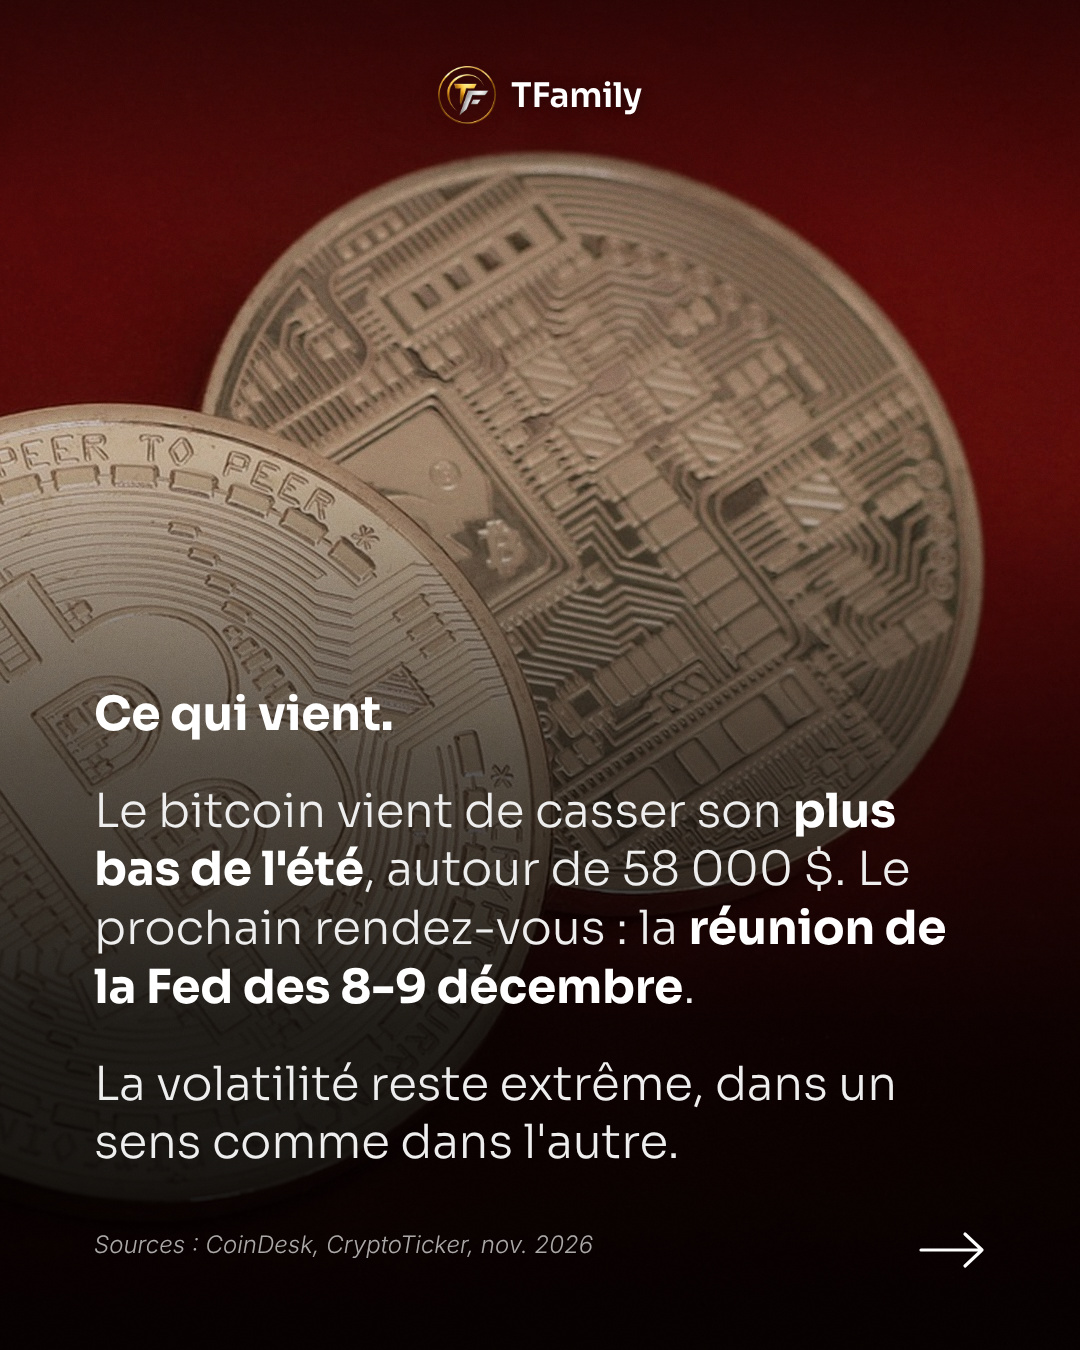 TFamily
PEER TO PEER *
Ce qui vient.
Le bitcoin vient de casser son plus
bas de l'été, autour de 58 000 $. Le
prochain rendez-vous : la réunion de
la Fed des 8-9 décembre.
La volatilité reste extrême, dans un
sens comme dans l'autre.
Sources : CoinDesk, CryptoTicker, nov. 2026